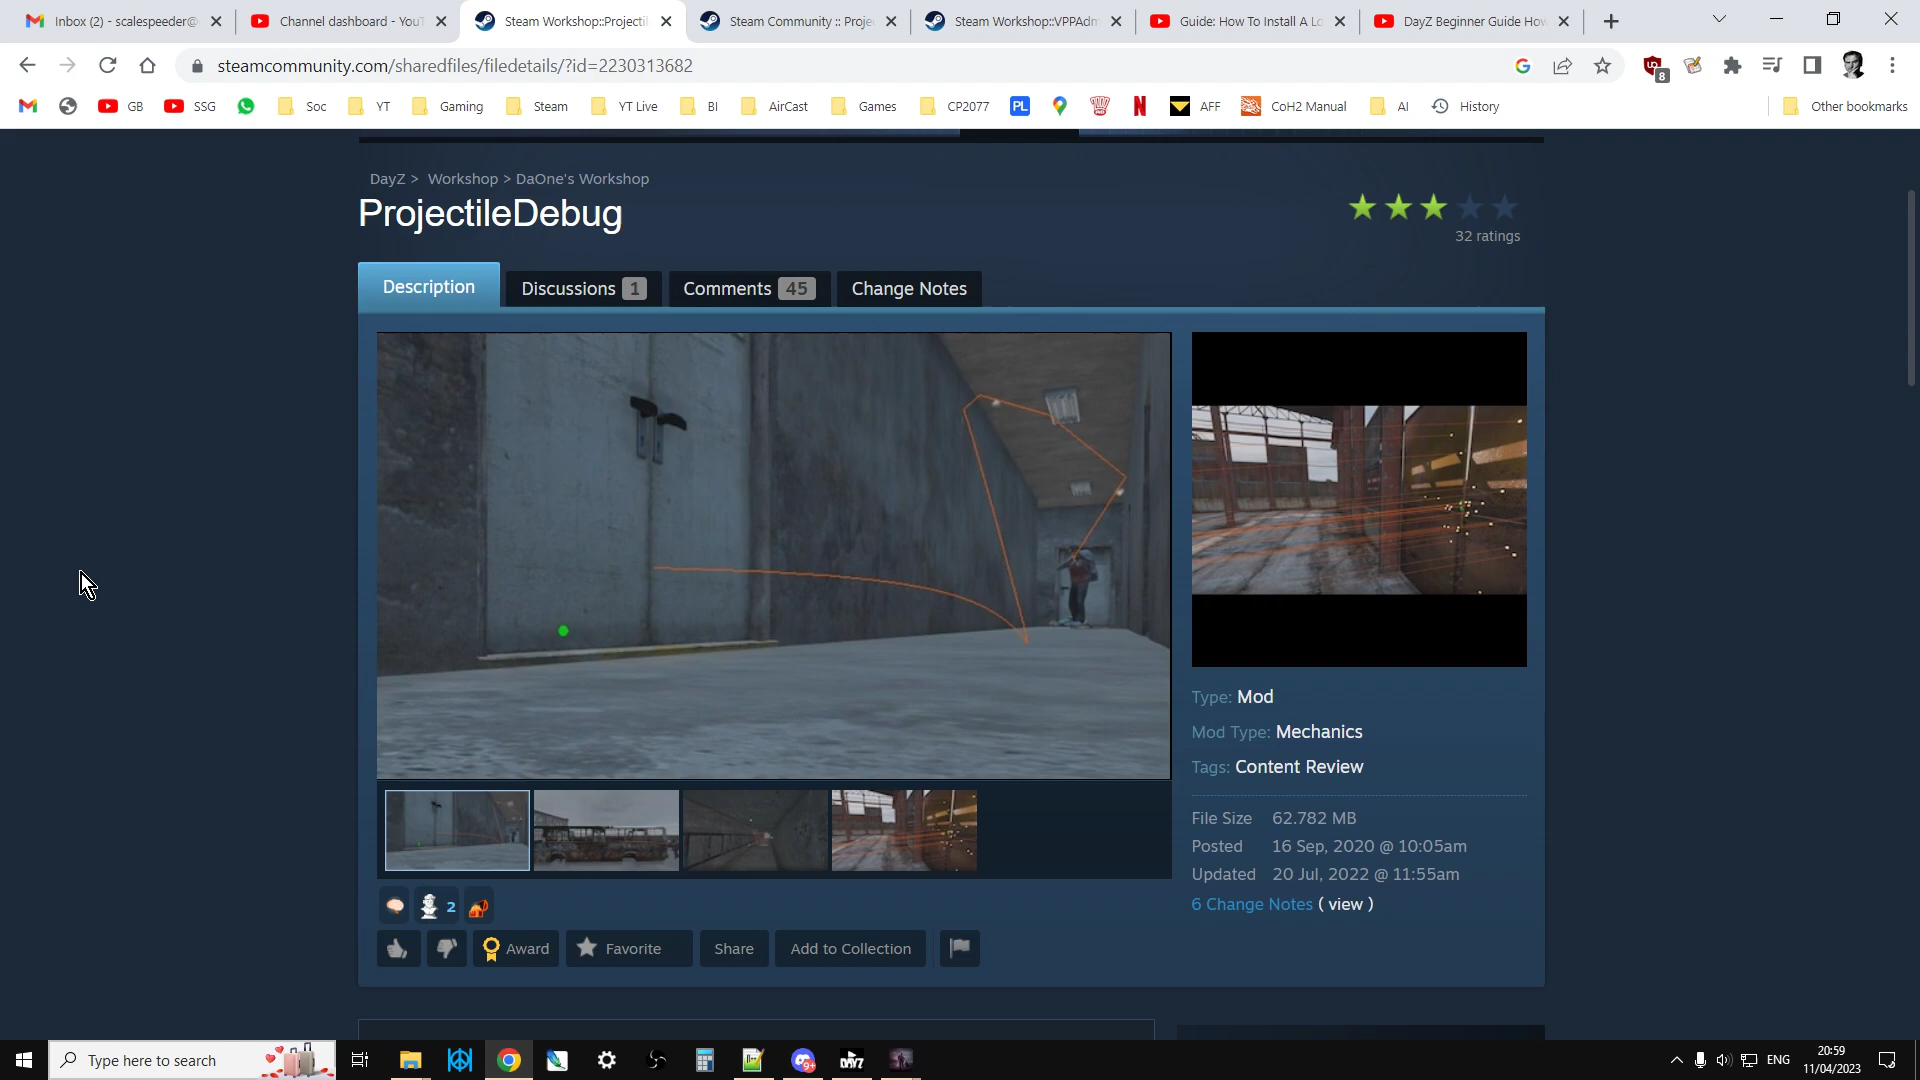 Inbox (2) - scalespeeder@
Channel dashboard - YouT
Steam Workshop::Projectil
Steam Community :: Proje
Steam Workshop::VPPAdm
Guide: How To Install A Lo
DayZ Beginner Guide How
steamcommunity.com/sharedfiles/filedetails/?id=2230313682
8
GB
SSG
Soc
YT
Gaming
Steam
YT Live
BI
AirCast
Games
CP2077
PL
AFF
CoH2 Manual
AI
History
Other bookmarks
DayZ > Workshop > DaOne's Workshop
ProjectileDebug
32 ratings
Description
Discussions 1
Comments 45
Change Notes
Type: Mod
Mod Type: Mechanics
Tags: Content Review
File Size 62.782 MB
Posted 16 Sep, 2020 @ 10:05am
Updated 20 Jul, 2022 @ 11:55am
6 Change Notes ( view )
2
Award
Favorite
Share
Add to Collection
Type here to search
DAYZ
ENG
20:59
11/04/2023